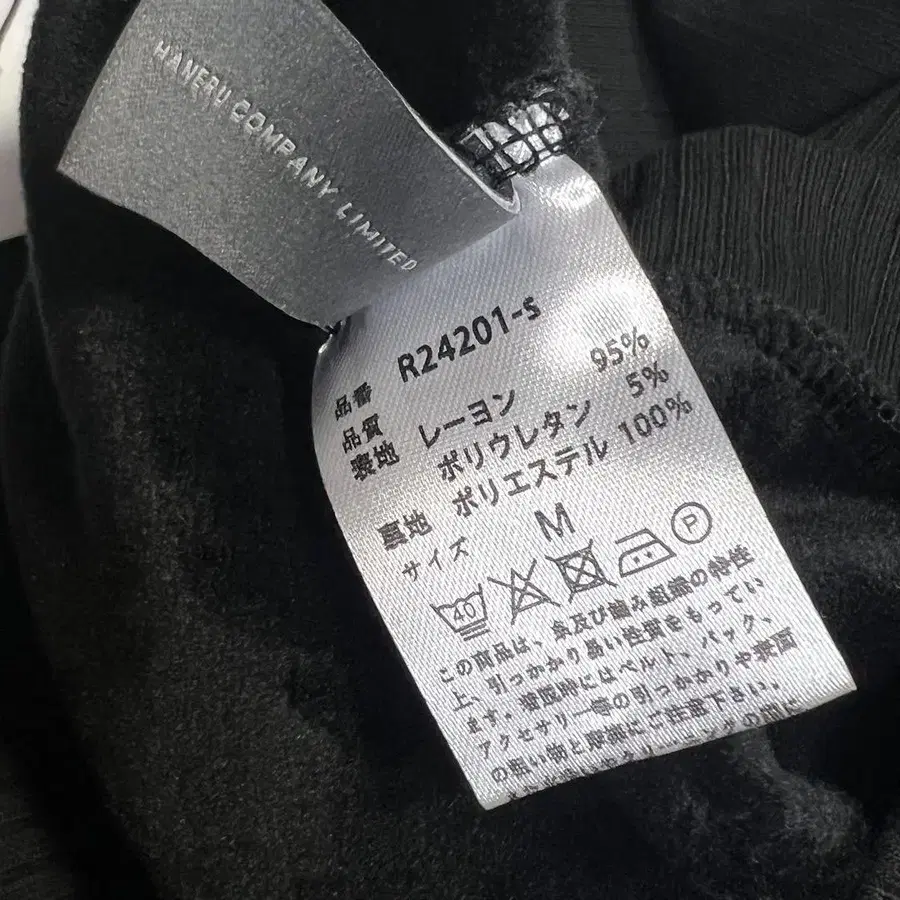 HANERU COMPANY LIMITED
品番 R24201-s
品質
表地 レーヨン 95%
ポリウレタン 5%
裏地 ポリエステル 100%
サイズ M
40
P
この商品は、糸及び編み組織の特性
上、引っかかり易い性質をもってい
ます。着用時にはベルト、バック、
アクセサリー等の引っかかりや表面
の粗い物と摩擦にご注意下さい。